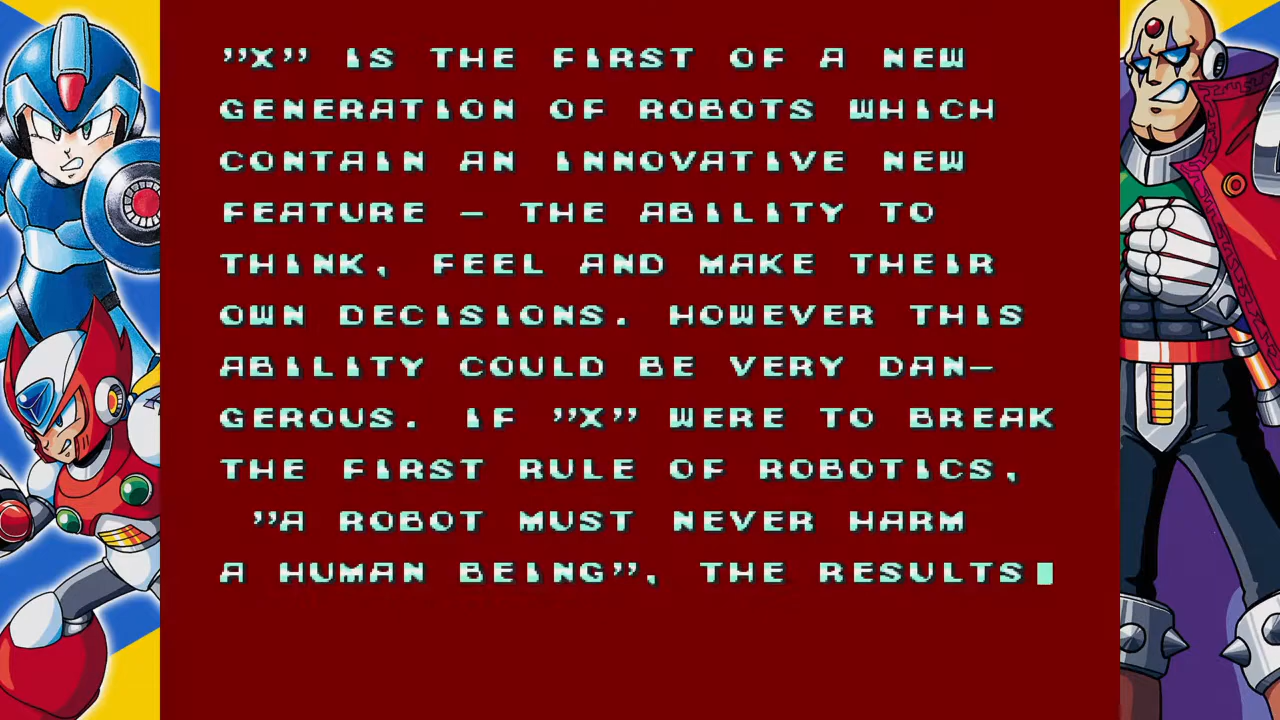 "X" IS THE FIRST OF A NEW
GENERATION OF ROBOTS WHICH
CONTAIN AN INNOVATIVE NEW
FEATURE – THE ABILITY TO
THINK, FEEL AND MAKE THEIR
OWN DECISIONS. HOWEVER THIS
ABILITY COULD BE VERY DAN–
GEROUS. IF "X" WERE TO BREAK
THE FIRST RULE OF ROBOTICS,
"A ROBOT MUST NEVER HARM
A HUMAN BEING", THE RESULTS